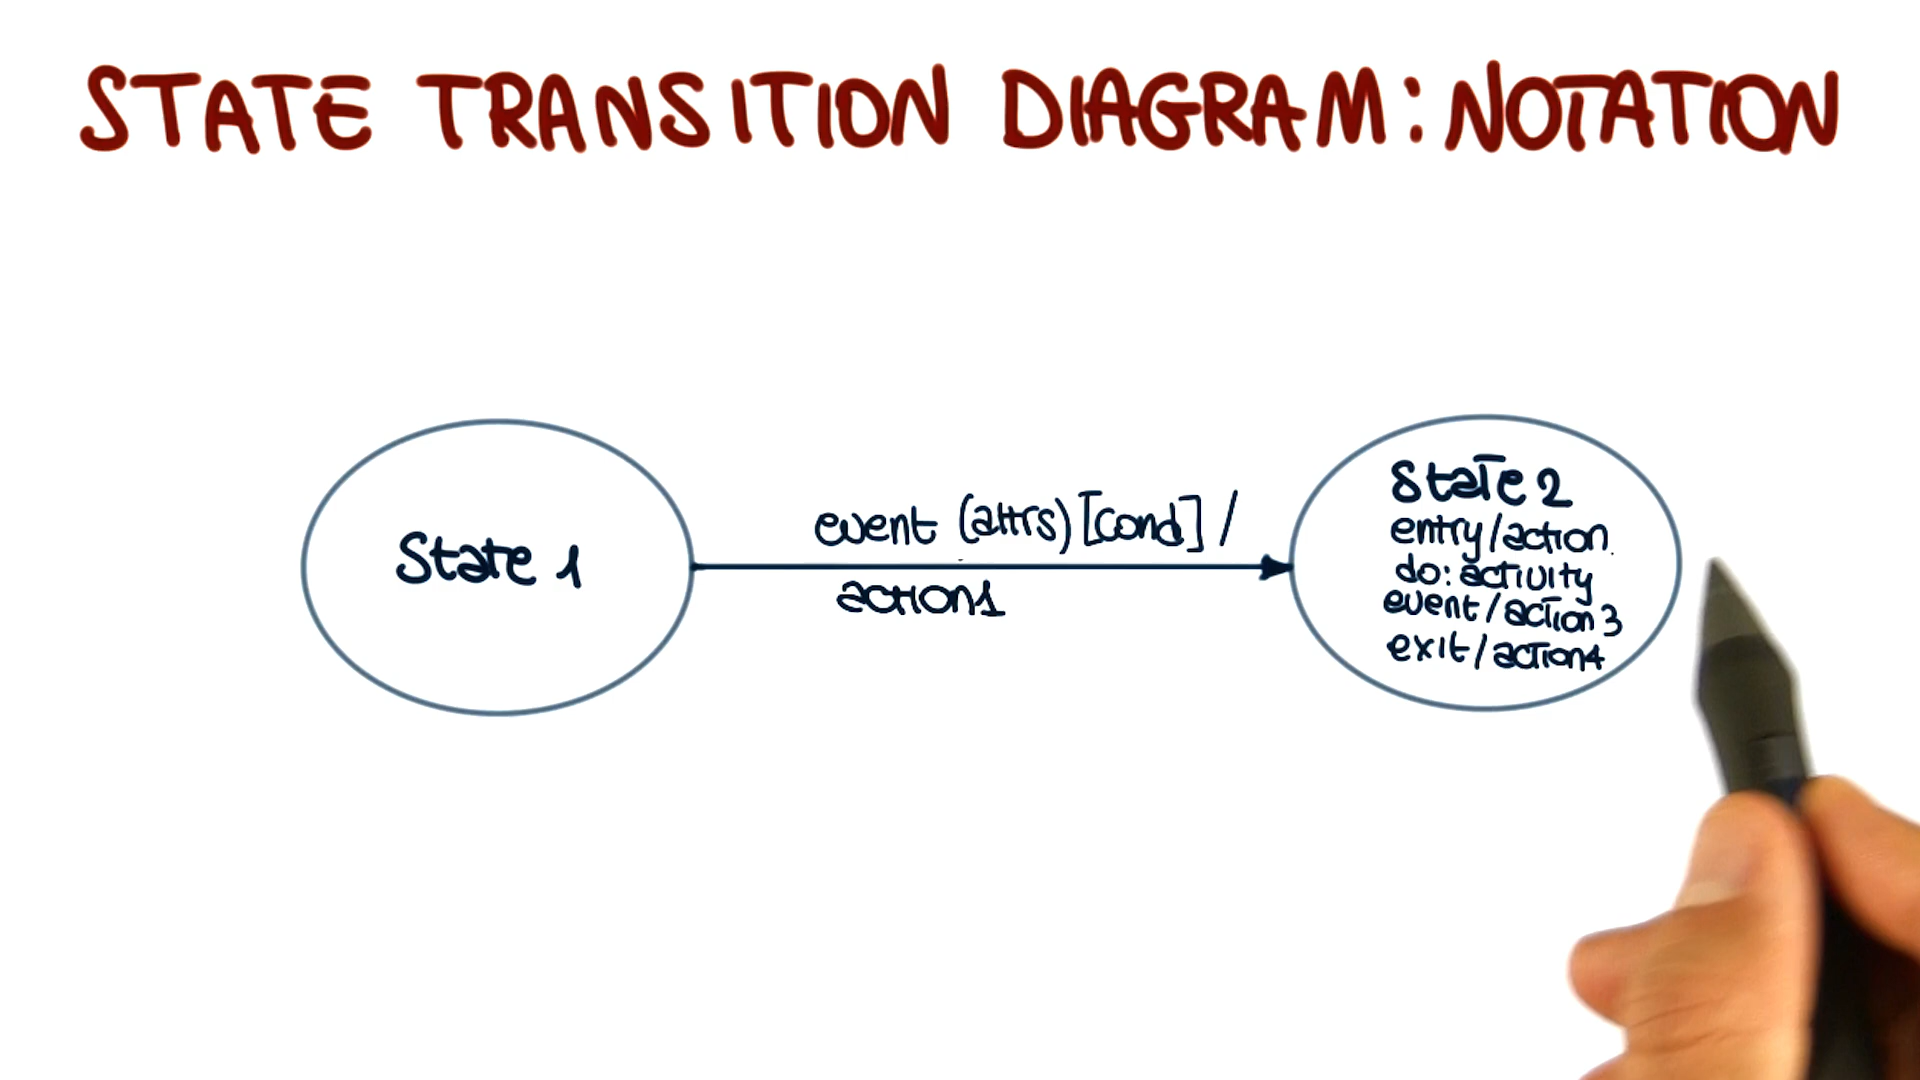 STATE TRANSITION DIAGRAM: NOTATION
State 1
event (attrs) [cond] /
action1
State 2
entry/action
do: activity
event/action3
exit/action4